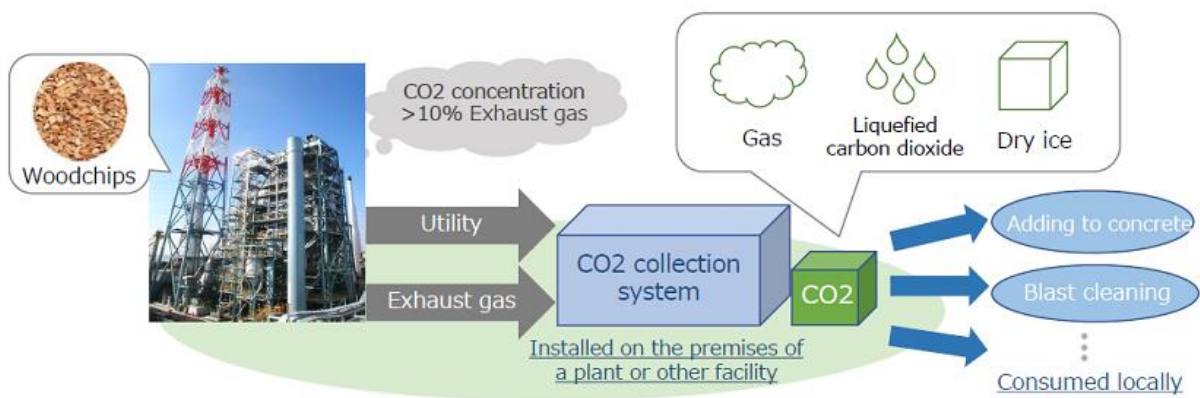 Woodchips
CO2 concentration
>10% Exhaust gas
Gas
Liquefied
carbon dioxide
Dry ice
Utility
Exhaust gas
CO2 collection
system
CO2
Installed on the premises of
a plant or other facility
Adding to concrete
Blast cleaning
Consumed locally